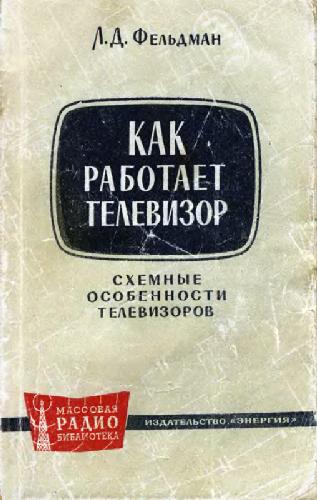 Л.Д. Фельдман
КАК
РАБОТАЕТ
ТЕЛЕВИЗОР
СХЕМНЫЕ
ОСОБЕННОСТИ
ТЕЛЕВИЗОРОВ
МАССОВАЯ
РАДИО
БИБЛИОТЕКА
ИЗДАТЕЛЬСТВО „ЭНЕРГИЯ“